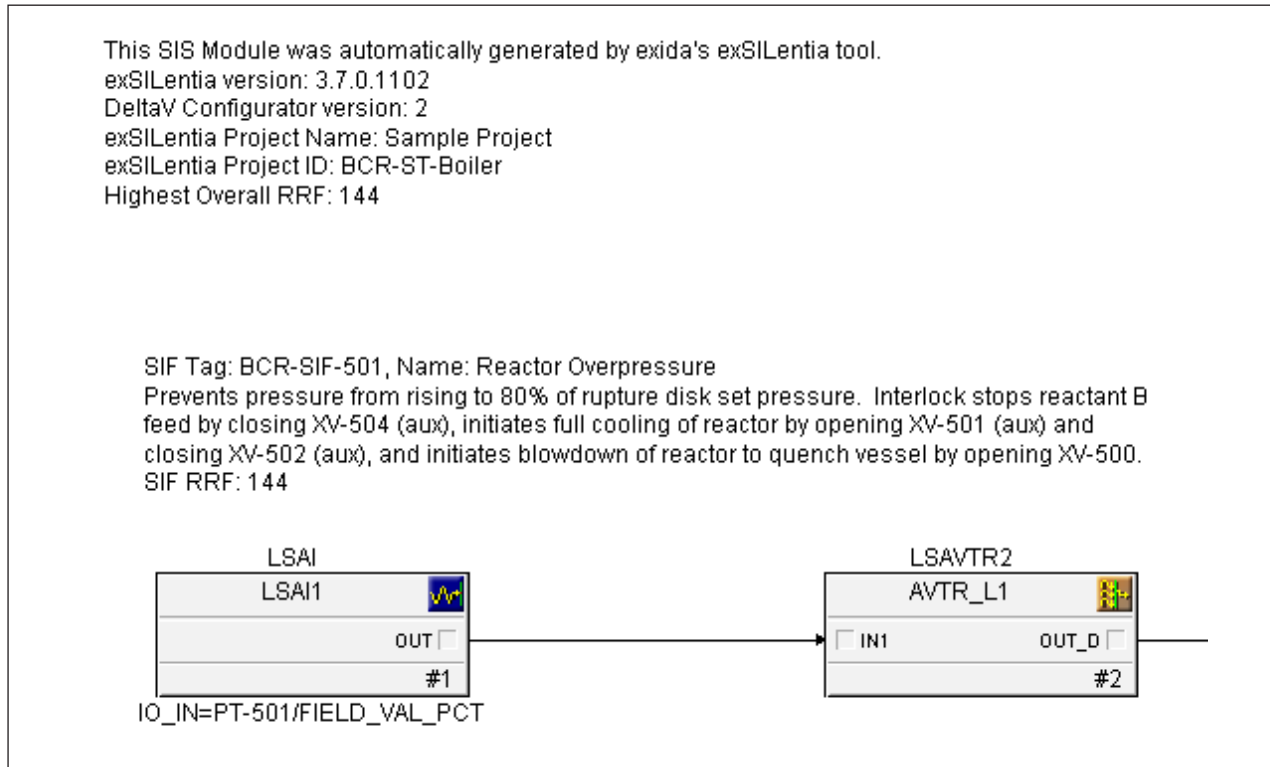 This SIS Module was automatically generated by exida's exSILentia tool.
exSILentia version: 3.7.0.1102
DeltaV Configurator version: 2
exSILentia Project Name: Sample Project
exSILentia Project ID: BCR-ST-Boiler
Highest Overall RRF: 144
SIF Tag: BCR-SIF-501, Name: Reactor Overpressure
Prevents pressure from rising to 80% of rupture disk set pressure.  Interlock stops reactant B
feed by closing XV-504 (aux), initiates full cooling of reactor by opening XV-501 (aux) and
closing XV-502 (aux), and initiates blowdown of reactor to quench vessel by opening XV-500.
SIF RRF: 144
LSAI
LSAI1
OUT
#1
IO_IN=PT-501/FIELD_VAL_PCT
LSAVTR2
AVTR_L1
IN1 OUT_D
#2